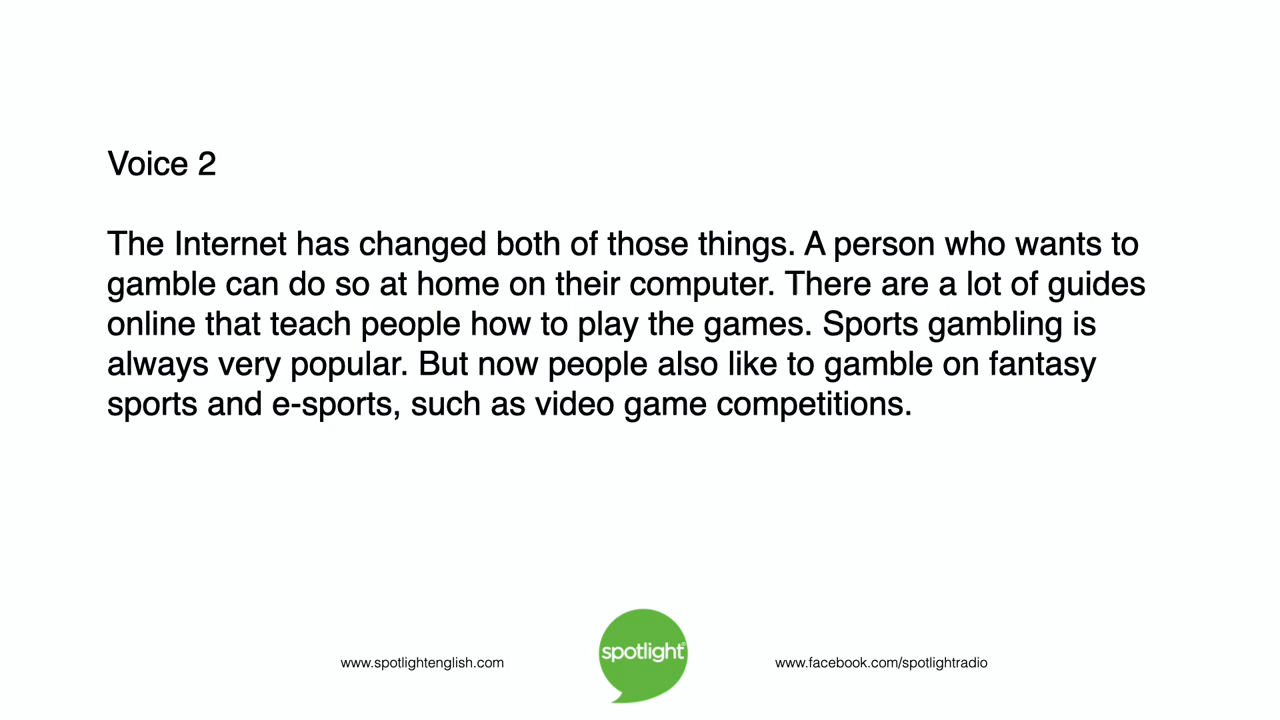 Voice 2
The Internet has changed both of those things. A person who wants to
gamble can do so at home on their computer. There are a lot of guides
online that teach people how to play the games. Sports gambling is
always very popular. But now people also like to gamble on fantasy
sports and e-sports, such as video game competitions.
www.spotlightenglish.com
spotlight®
www.facebook.com/spotlightradio